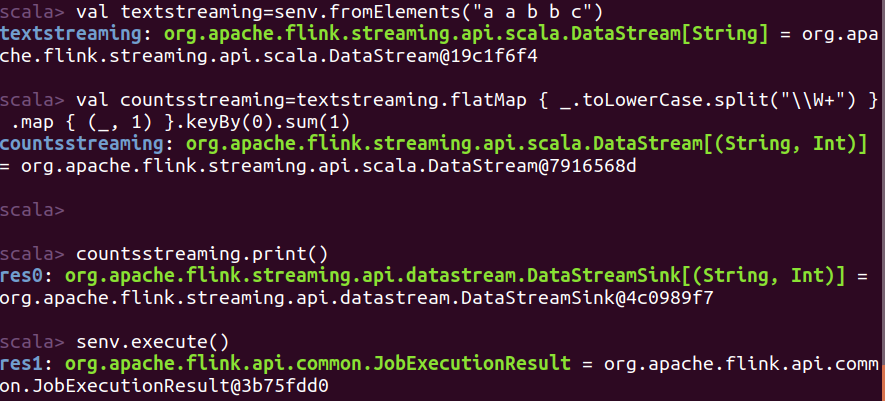 scala> val textstreaming=senv.fromElements("a a b b c")
textstreaming: org.apache.flink.streaming.api.scala.DataStream[String] = org.apa
che.flink.streaming.api.scala.DataStream@19c1f6f4
scala> val countsstreaming=textstreaming.flatMap { _.toLowerCase.split("\\W+") }
.map { (_, 1) }.keyBy(0).sum(1)
countsstreaming: org.apache.flink.streaming.api.scala.DataStream[(String, Int)]
= org.apache.flink.streaming.api.scala.DataStream@7916568d
scala>
scala> countsstreaming.print()
res0: org.apache.flink.streaming.api.datastream.DataStreamSink[(String, Int)] =
org.apache.flink.streaming.api.datastream.DataStreamSink@4c0989f7
scala> senv.execute()
res1: org.apache.flink.api.common.JobExecutionResult = org.apache.flink.api.comm
on.JobExecutionResult@3b75fdd0